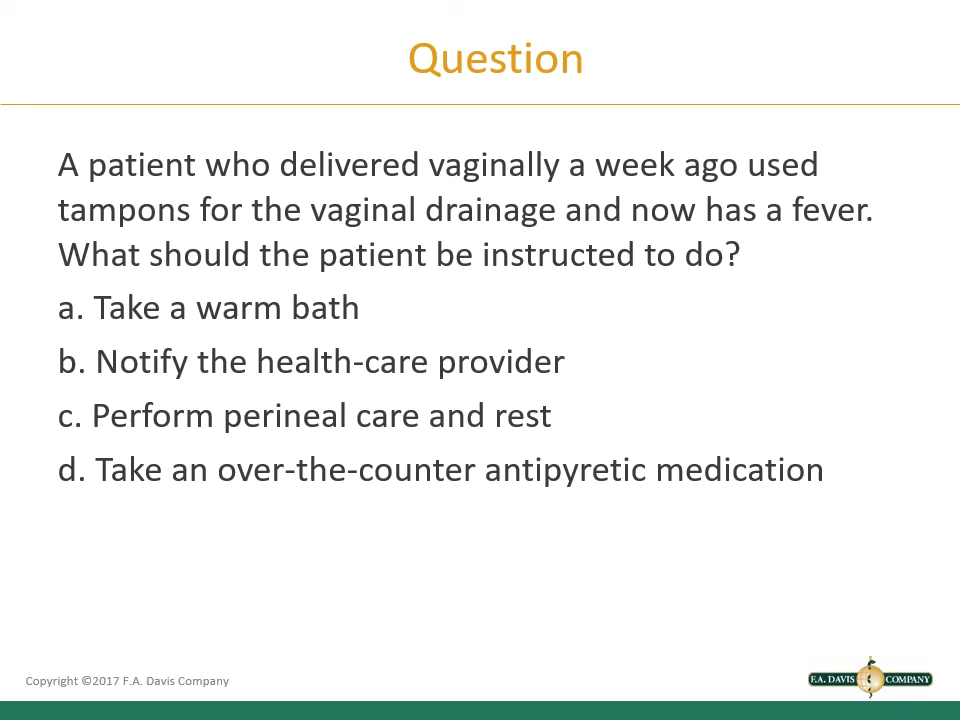 Question
A patient who delivered vaginally a week ago used
tampons for the vaginal drainage and now has a fever.
What should the patient be instructed to do?
a. Take a warm bath
b. Notify the health-care provider
c. Perform perineal care and rest
d. Take an over-the-counter antipyretic medication
Copyright ©2017 F.A. Davis Company
F.A. DAVIS COMPANY